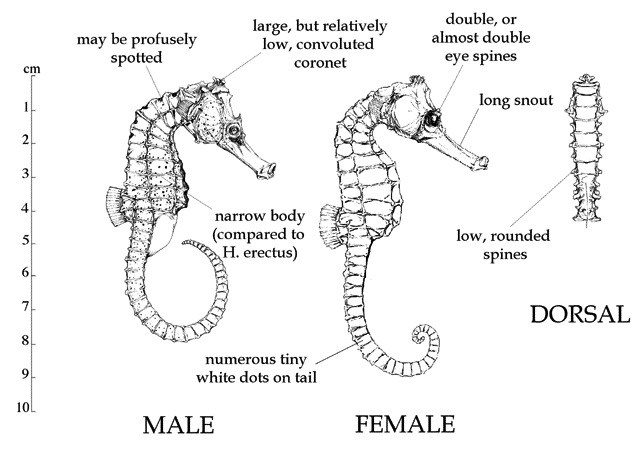 may be profusely
spotted
large, but relatively
low, convoluted
coronet
double, or
almost double
eye spines
long snout
cm
1
2
3
4
5
6
7
8
9
10
narrow body
(compared to
H. erectus)
low, rounded
spines
numerous tiny
white dots on tail
DORSAL
MALE
FEMALE